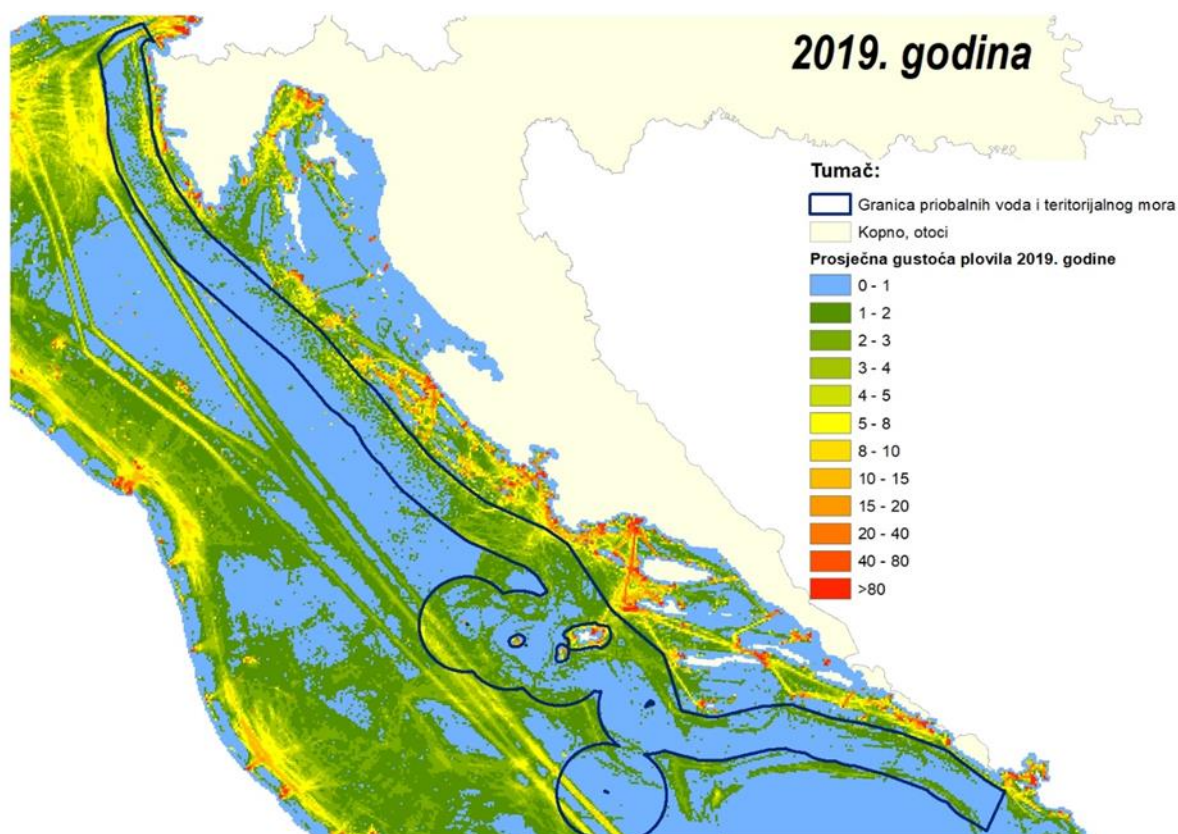 2019. godina
Tumač:
Granica priobalnih voda i teritorijalnog mora
Kopno, otoci
Prosječna gustoća plovila 2019. godine
0 - 1
1 - 2
2 - 3
3 - 4
4 - 5
5 - 8
8 - 10
10 - 15
15 - 20
20 - 40
40 - 80
>80